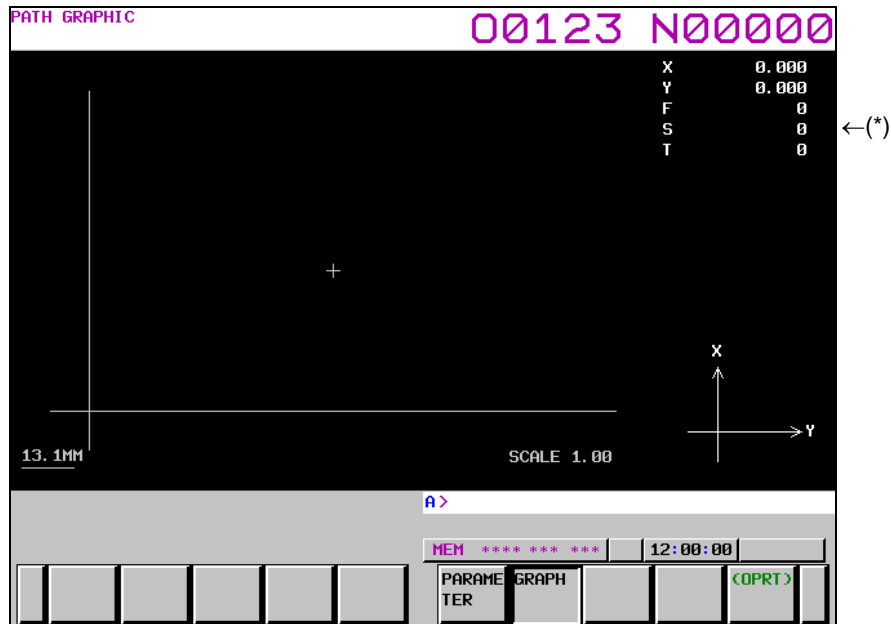 PATH GRAPHIC O0123 N00000
X 0.000
Y 0.000
F 0
S 0 ←(*)
T 0
X
Y
13.1MM SCALE 1.00
A>
MEM **** *** *** 12:00:00
PARAME GRAPH (OPRT)
TER